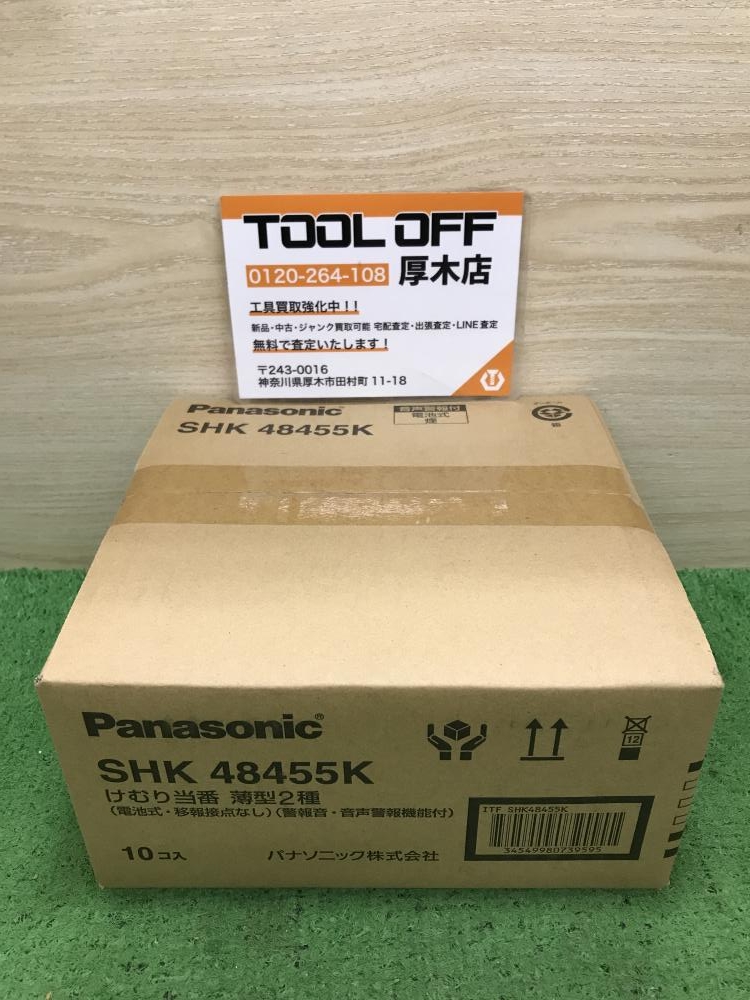 TOOL OFF
0120-264-108 厚木店
工具買取強化中！！
新品・中古・ジャンク買取可能 宅配査定・出張査定・LINE査定
無料で査定いたします！
〒243-0016
神奈川県厚木市田村町 11-18
Panasonic®
SHK 48455K
音声警報付
電池式
煙
Panasonic®
SHK 48455K
けむり当番 薄型2種
(電池式・移報接点なし)(警報音・音声警報機能付)
10コ入
パナソニック株式会社
12
ITF SHK48455K
34549980739595